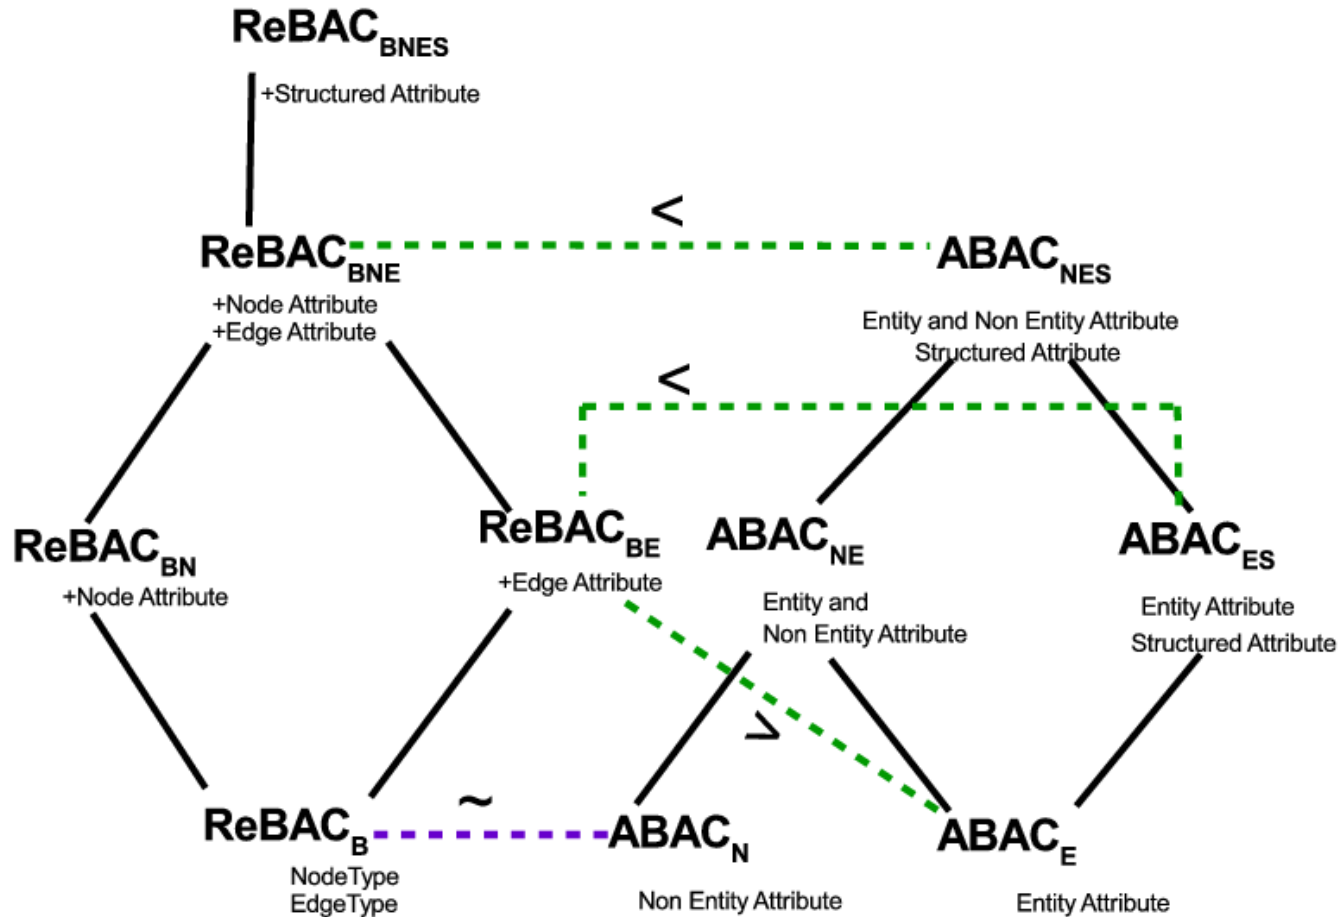 ReBAC BNES
+Structured Attribute
<
ReBAC BNE
ABAC NES
+Node Attribute
+Edge Attribute
Entity and Non Entity Attribute
Structured Attribute
<
ReBAC BN
+Node Attribute
ReBAC BE
+Edge Attribute
ABAC NE
Entity and
Non Entity Attribute
ABAC ES
Entity Attribute
Structured Attribute
>
~
ReBAC B
NodeType
EdgeType
ABAC N
Non Entity Attribute
ABAC E
Entity Attribute